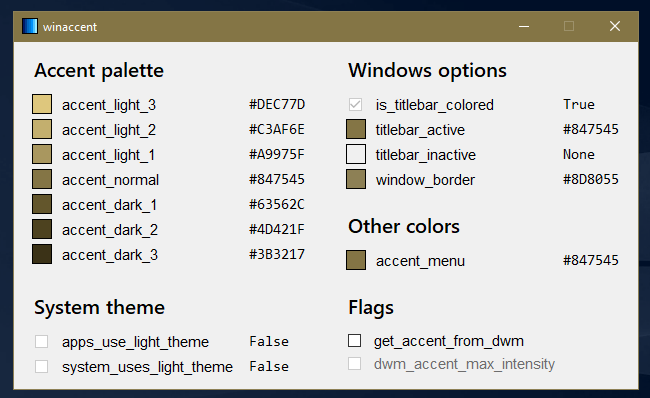 winaccent
Accent palette
accent_light_3 #DEC77D
accent_light_2 #C3AF6E
accent_light_1 #A9975F
accent_normal #847545
accent_dark_1 #63562C
accent_dark_2 #4D421F
accent_dark_3 #3B3217
System theme
apps_use_light_theme False
system_uses_light_theme False
Windows options
is_titlebar_colored True
titlebar_active #847545
titlebar_inactive None
window_border #8D8055
Other colors
accent_menu #847545
Flags
get_accent_from_dwm
dwm_accent_max_intensity